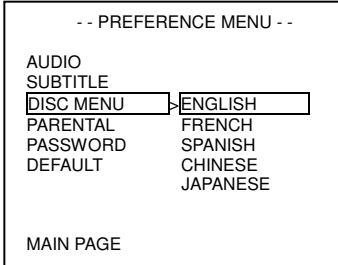 - - PREFERENCE MENU - -
AUDIO
SUBTITLE
DISC MENU >ENGLISH
PARENTAL FRENCH
PASSWORD SPANISH
DEFAULT CHINESE
JAPANESE
MAIN PAGE